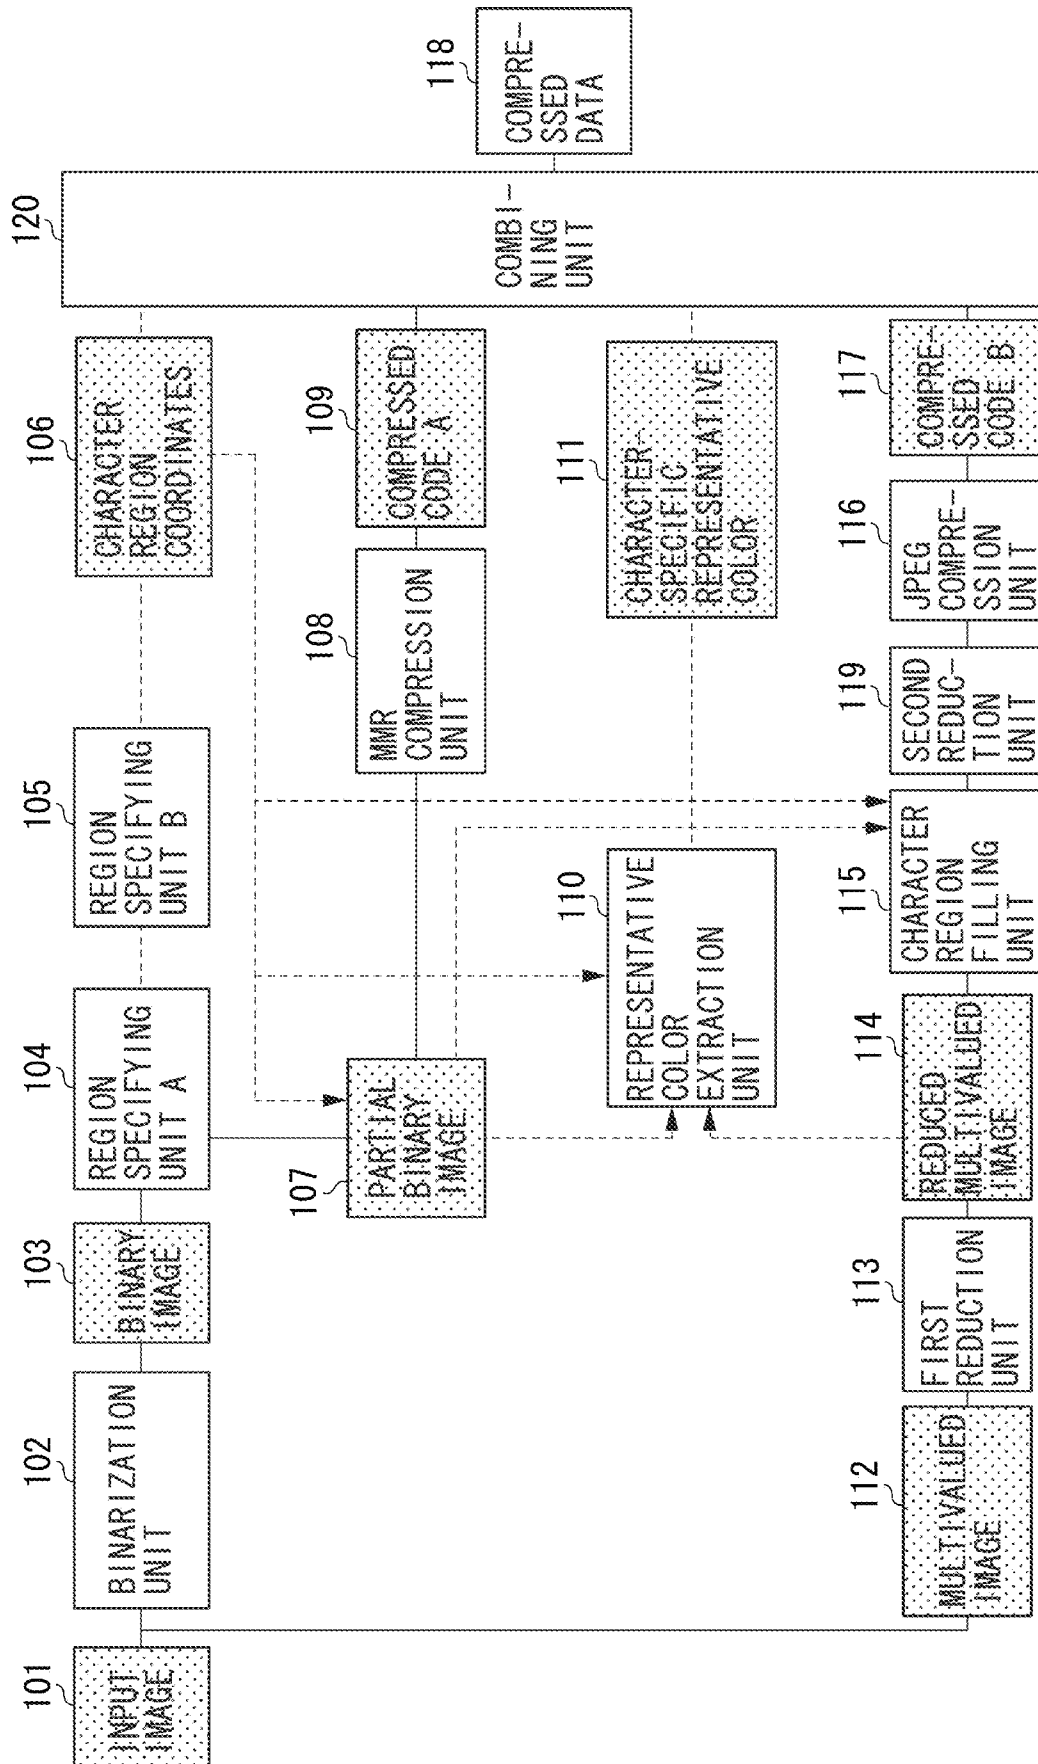 101
INPUT
IMAGE
102
BINARIZATION
UNIT
103
BINARY
IMAGE
104
REGION
SPECIFYING
UNIT A
105
REGION
SPECIFYING
UNIT B
106
CHARACTER
REGION
COORDINATES
107
PARTIAL
BINARY
IMAGE
108
MMR
COMPRESSION
UNIT
109
COMPRESSED
CODE A
110
REPRESENTATIVE
COLOR
EXTRACTION
UNIT
111
CHARACTER-
SPECIFIC
REPRESENTATIVE
COLOR
112
MULTIVALUED
IMAGE
113
FIRST
REDUCTION
UNIT
114
REDUCED
MULTIVALUED
IMAGE
115
CHARACTER
REGION
FILLING
UNIT
119
SECOND
REDUC-
TION
UNIT
116
JPEG
COMPRE-
SSION
UNIT
117
COMPRE-
SSED
CODE B
120
COMBI-
NING
UNIT
118
COMPRE-
SSED
DATA